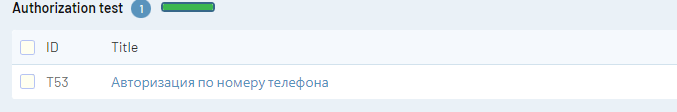 Authorization test 1
ID Title
T53 Авторизация по номеру телефона